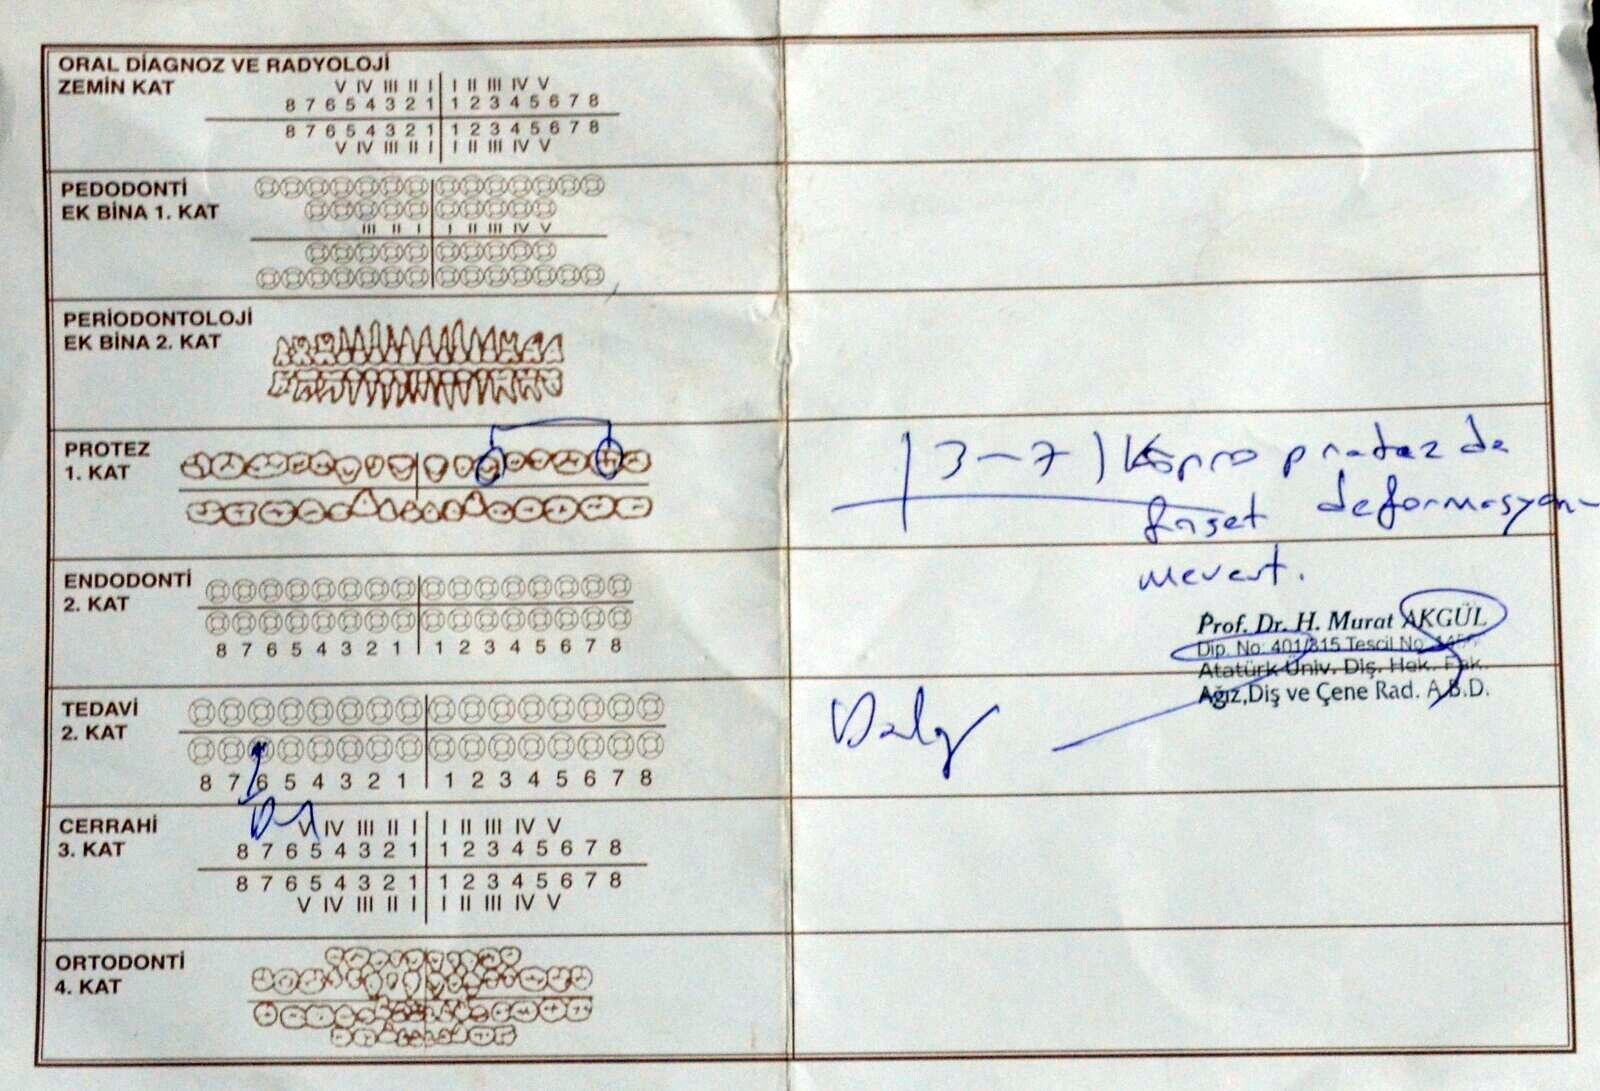 ORAL DİAGNOZ VE RADYOLOJİ
ZEMİN KAT
V IV III II I I II III IV V
8 7 6 5 4 3 2 1 1 2 3 4 5 6 7 8
8 7 6 5 4 3 2 1 1 2 3 4 5 6 7 8
V IV III II I I II III IV V
PEDODONTİ
EK BİNA 1. KAT
III II I I II III IV V
PERİODONTOLOJİ
EK BİNA 2. KAT
PROTEZ
1. KAT
3-7) protez de
faset deformasyon
mevcut.
ENDODONTİ
2. KAT
8 7 6 5 4 3 2 1 1 2 3 4 5 6 7 8
Prof. Dr. H. Murat AKGÜL
Dip. No: 401/815 Tescil No:
Atatürk Üniv. Diş. Hek. Fak.
Ağız,Diş ve Çene Rad. A.B.D.
TEDAVİ
2. KAT
8 7 6 5 4 3 2 1 1 2 3 4 5 6 7 8
CERRAHİ
3. KAT
V IV III II I I II III IV V
8 7 6 5 4 3 2 1 1 2 3 4 5 6 7 8
8 7 6 5 4 3 2 1 1 2 3 4 5 6 7 8
V IV III II I I II III IV V
ORTODONTİ
4. KAT